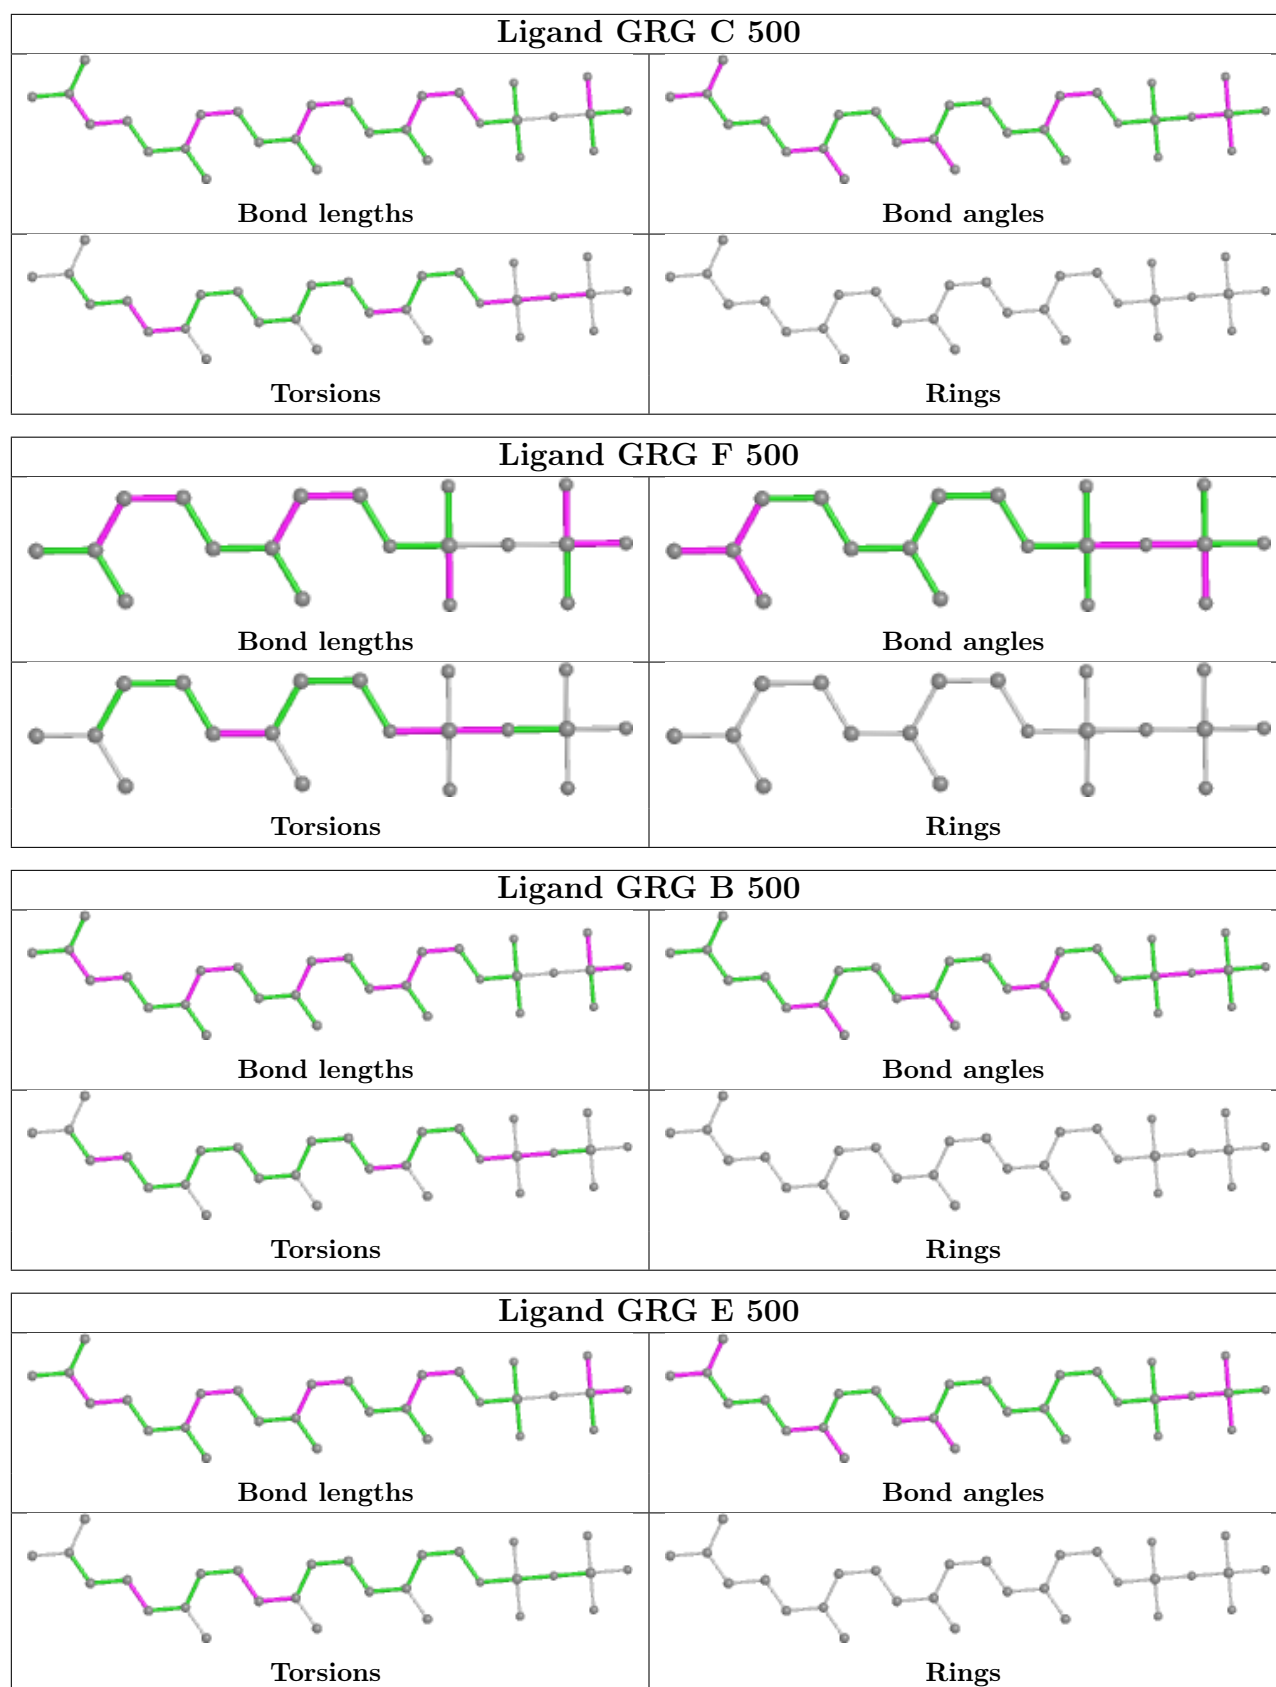 Ligand GRG C 500
Bond lengths
Bond angles
Torsions
Rings
Ligand GRG F 500
Bond lengths
Bond angles
Torsions
Rings
Ligand GRG B 500
Bond lengths
Bond angles
Torsions
Rings
Ligand GRG E 500
Bond lengths
Bond angles
Torsions
Rings